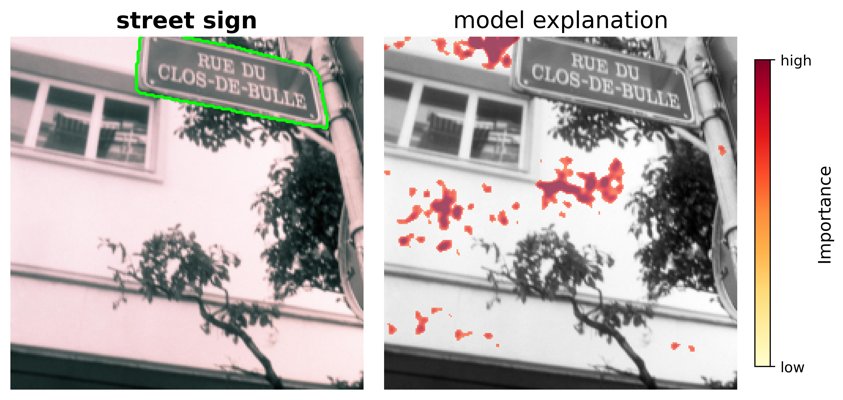 street sign
model explanation
RUE DU
CLOS-DE-BULLE
RUE DU
CLOS-DE-BULLE
high
Importance
low